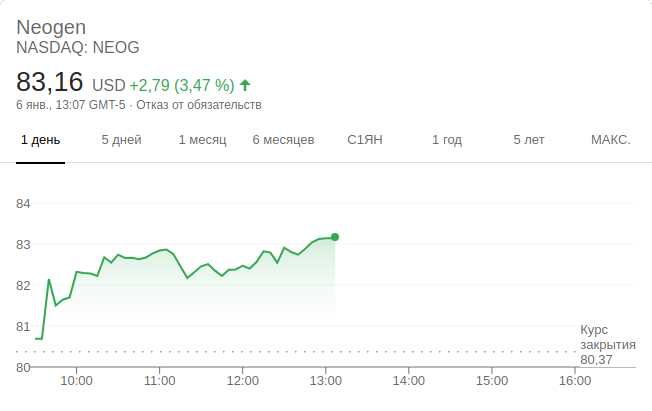 Neogen
NASDAQ: NEOG
83,16 USD +2,79 (3,47 %)
6 янв., 13:07 GMT-5 · Отказ от обязательств
1 день 5 дней 1 месяц 6 месяцев С1ЯН 1 год 5 лет МАКС.
84
83
82
81
Курс
закрытия
80,37
80
10:00 11:00 12:00 13:00 14:00 15:00 16:00